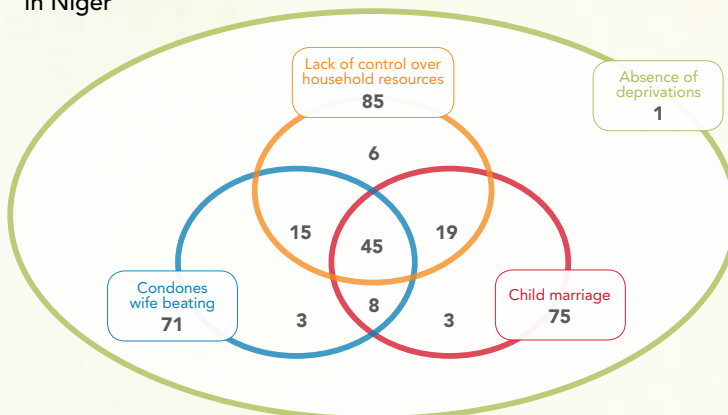 in Niger
Lack of control over
household resources
85
Absence of
deprivations
1
6
15
45
19
Condones
wife beating
71
3
8
3
Child marriage
75